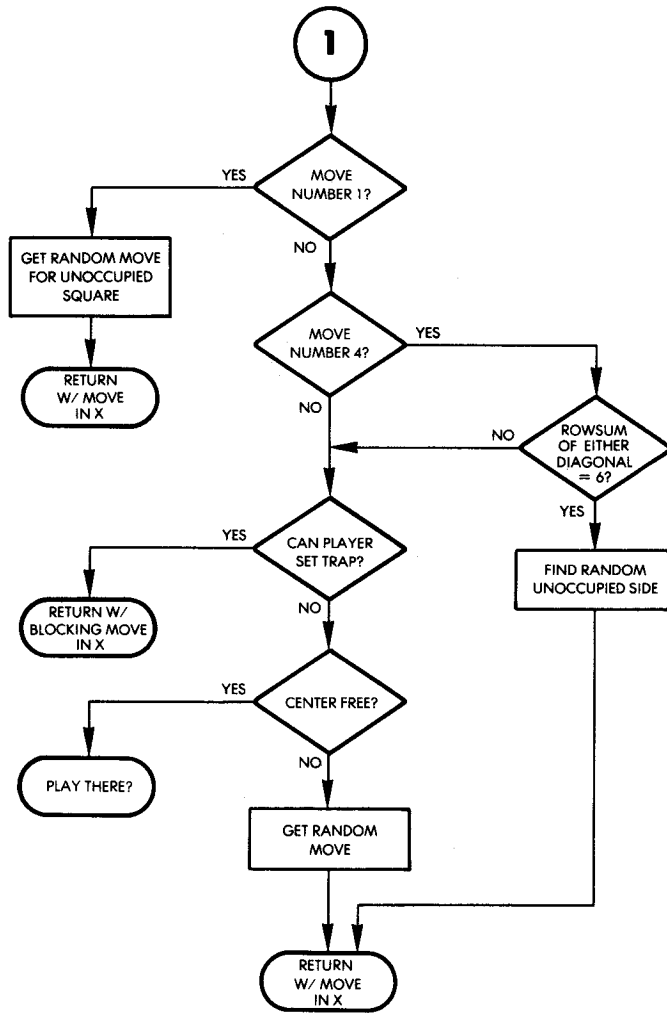 1
MOVE
NUMBER 1?
YES
NO
GET RANDOM MOVE
FOR UNOCCUPIED
SQUARE
RETURN
W/ MOVE
IN X
MOVE
NUMBER 4?
YES
NO
ROWSUM
OF EITHER
DIAGONAL
= 6?
NO
YES
CAN PLAYER
SET TRAP?
YES
NO
FIND RANDOM
UNOCCUPIED SIDE
RETURN W/
BLOCKING MOVE
IN X
CENTER FREE?
YES
NO
PLAY THERE?
GET RANDOM
MOVE
RETURN
W/ MOVE
IN X